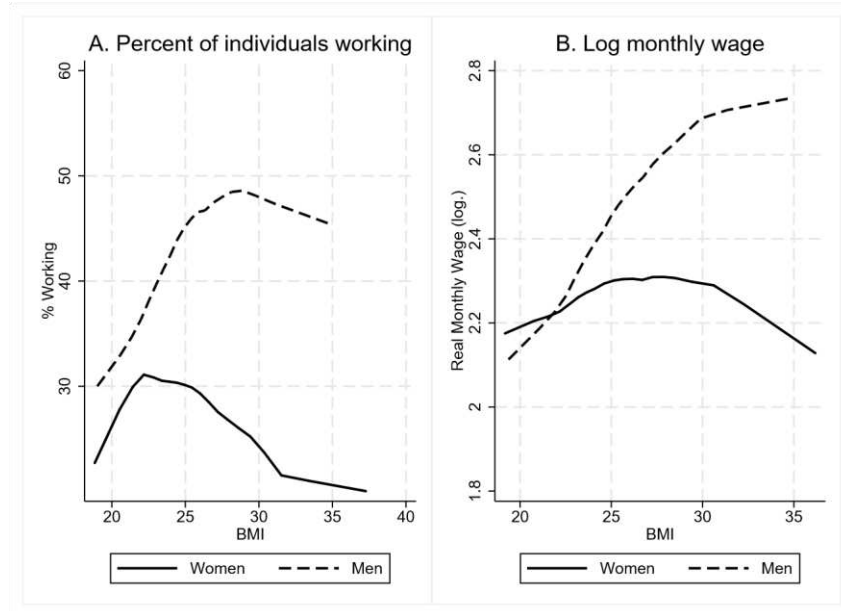 A. Percent of individuals working
60
50
40
30
% Working
20 25 30 35 40
BMI
Women Men
B. Log monthly wage
2.8
2.6
2.4
2.2
2
1.8
Real Monthly Wage (log.)
20 25 30 35
BMI
Women Men